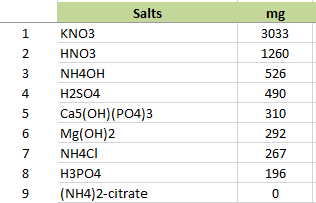 Salts mg
1 KNO3 3033
2 HNO3 1260
3 NH4OH 526
4 H2SO4 490
5 Ca5(OH)(PO4)3 310
6 Mg(OH)2 292
7 NH4Cl 267
8 H3PO4 196
9 (NH4)2-citrate 0